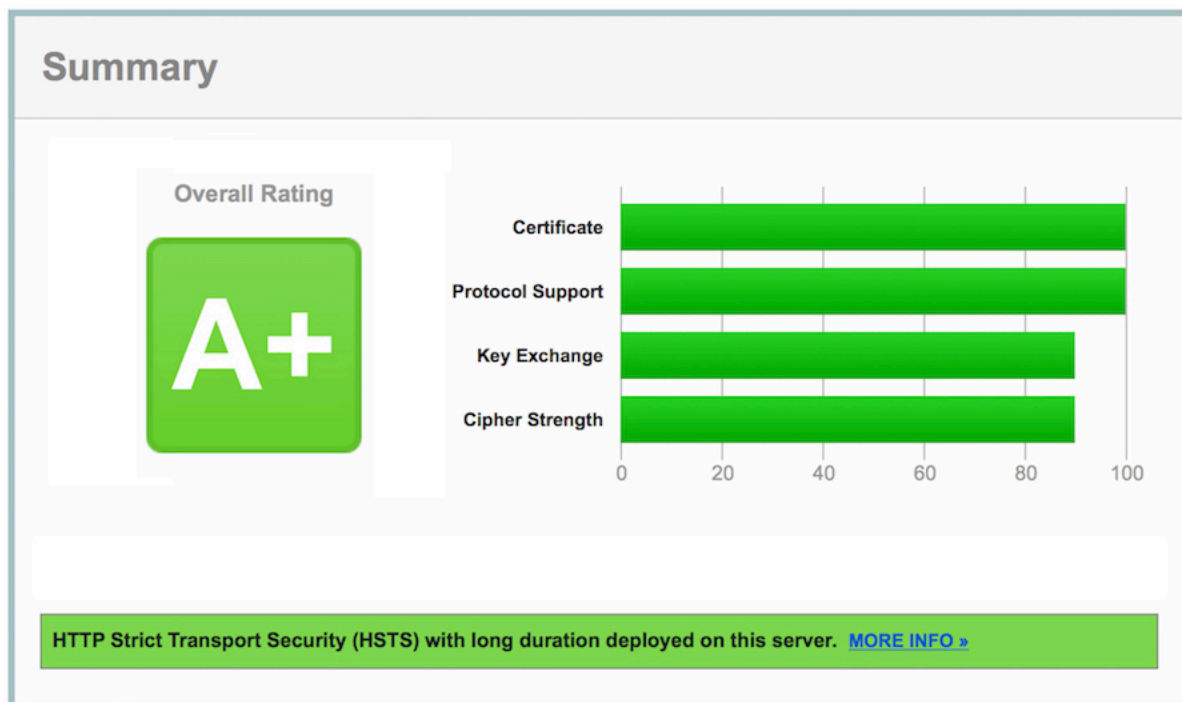 Summary
Overall Rating
A+
Certificate
Protocol Support
Key Exchange
Cipher Strength
0 20 40 60 80 100
HTTP Strict Transport Security (HSTS) with long duration deployed on this server. MORE INFO »